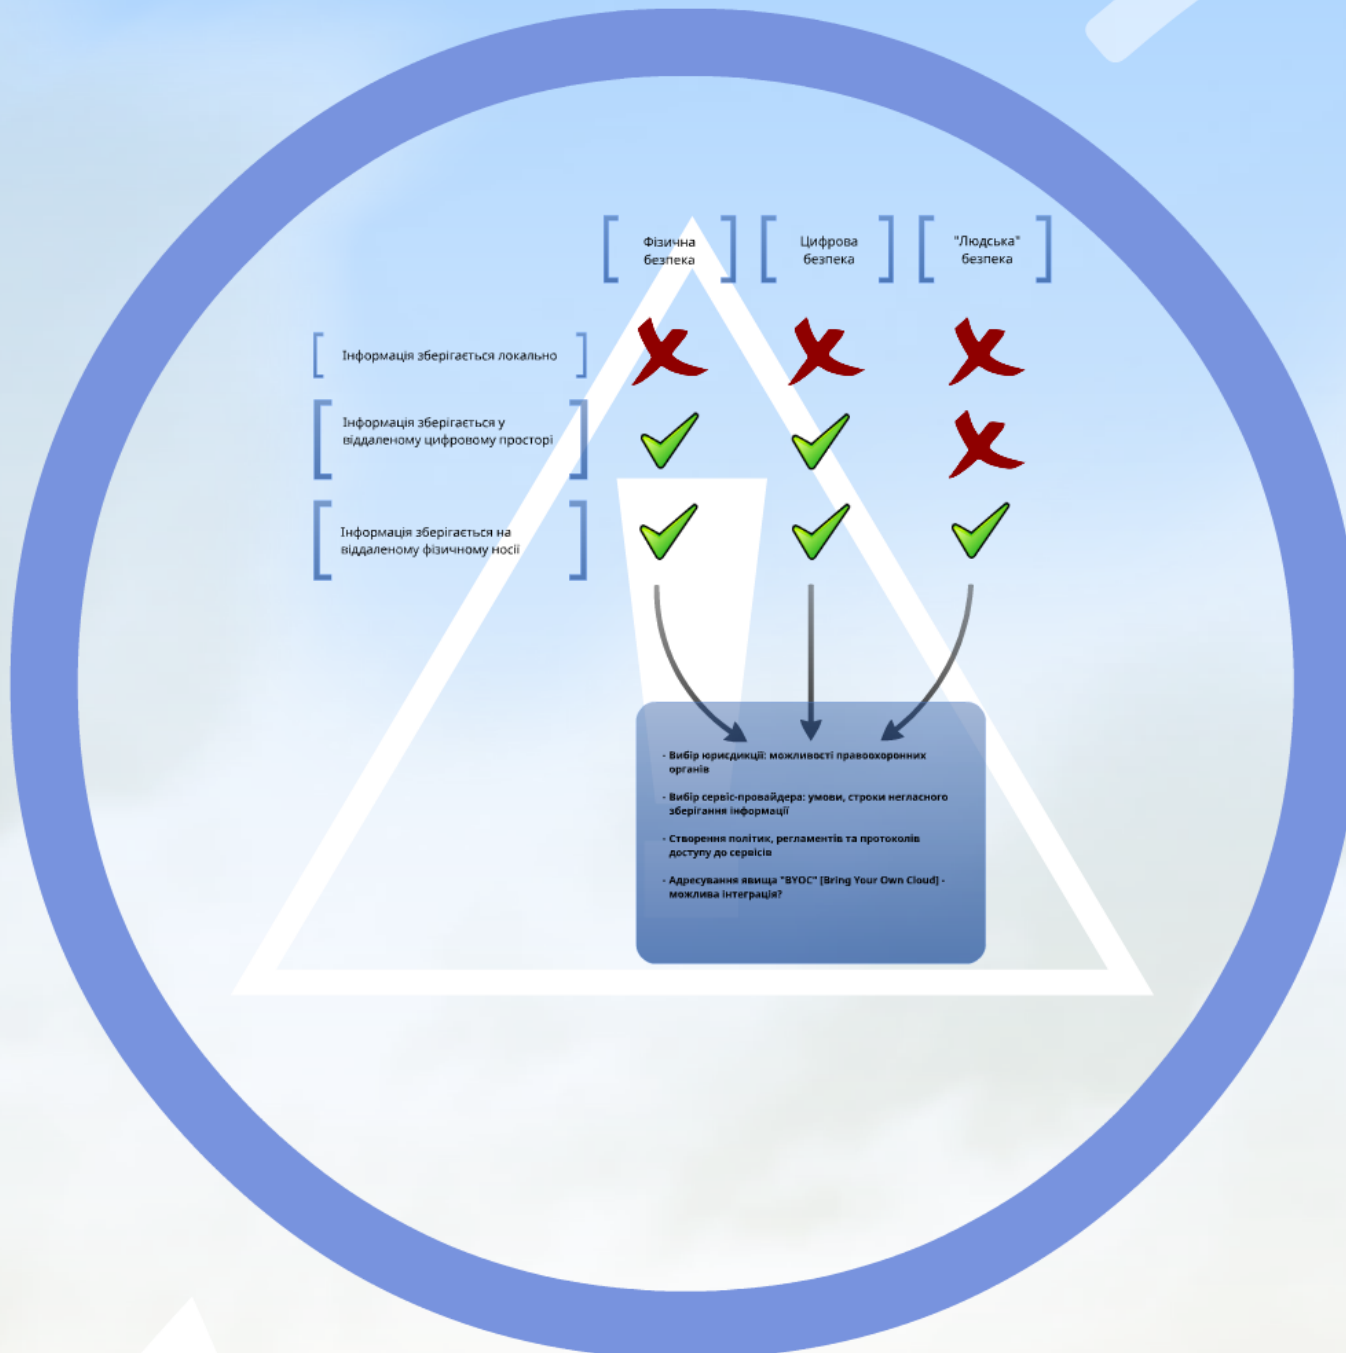 Фізична
безпека
Цифрова
безпека
"Людська"
безпека
Інформація зберігається локально
Інформація зберігається у
віддаленому цифровому просторі
Інформація зберігається на
віддаленому фізичному носії
- Вибір юрисдикції: можливості правоохоронних
органів
- Вибір сервіс-провайдера: умови, строки негласного
зберігання інформації
- Створення політик, регламентів та протоколів
доступу до сервісів
- Адресування явища "BYOC" [Bring Your Own Cloud] -
можлива інтеграція?